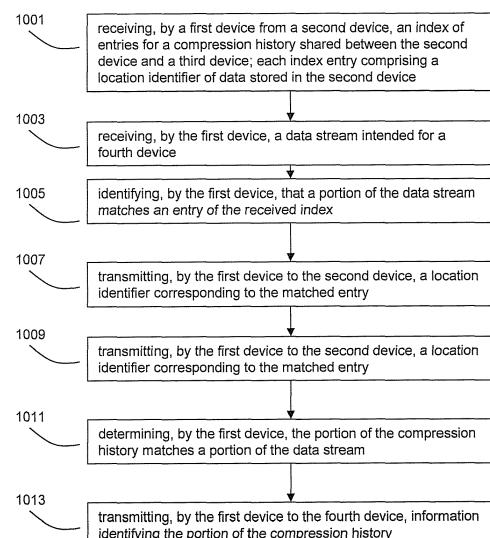 1001
receiving, by a first device from a second device, an index of
entries for a compression history shared between the second
device and a third device; each index entry comprising a
location identifier of data stored in the second device
1003
receiving, by the first device, a data stream intended for a
fourth device
1005
identifying, by the first device, that a portion of the data stream
matches an entry of the received index
1007
transmitting, by the first device to the second device, a location
identifier corresponding to the matched entry
1009
transmitting, by the first device to the second device, a location
identifier corresponding to the matched entry
1011
determining, by the first device, the portion of the compression
history matches a portion of the data stream
1013
transmitting, by the first device to the fourth device, information
identifying the portion of the compression history